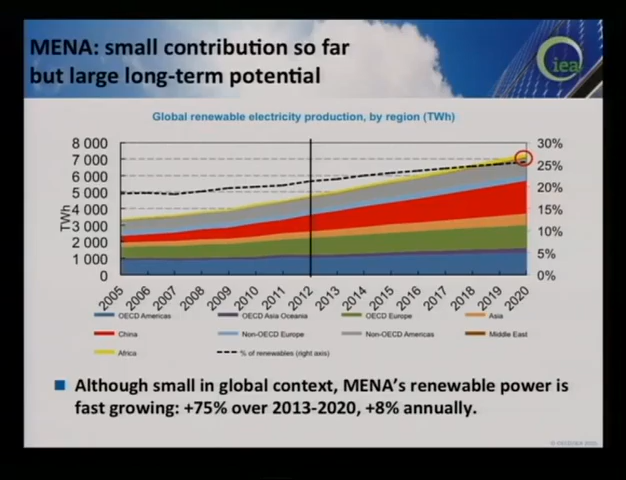 MENA: small contribution so far
but large long-term potential
iea
Global renewable electricity production, by region (TWh)
8 000
7 000
6 000
5 000
4 000
3 000
2 000
1 000
0
TWh
30%
25%
20%
15%
10%
5%
0%
2005 2006 2007 2008 2009 2010 2011 2012 2013 2014 2015 2016 2017 2018 2019 2020
OECD Americas OECD Asia Oceania OECD Europe Asia
China Non-OECD Europe Non-OECD Americas Middle East
Africa % of renewables (right axis)
Although small in global context, MENA's renewable power is
fast growing: +75% over 2013-2020, +8% annually.